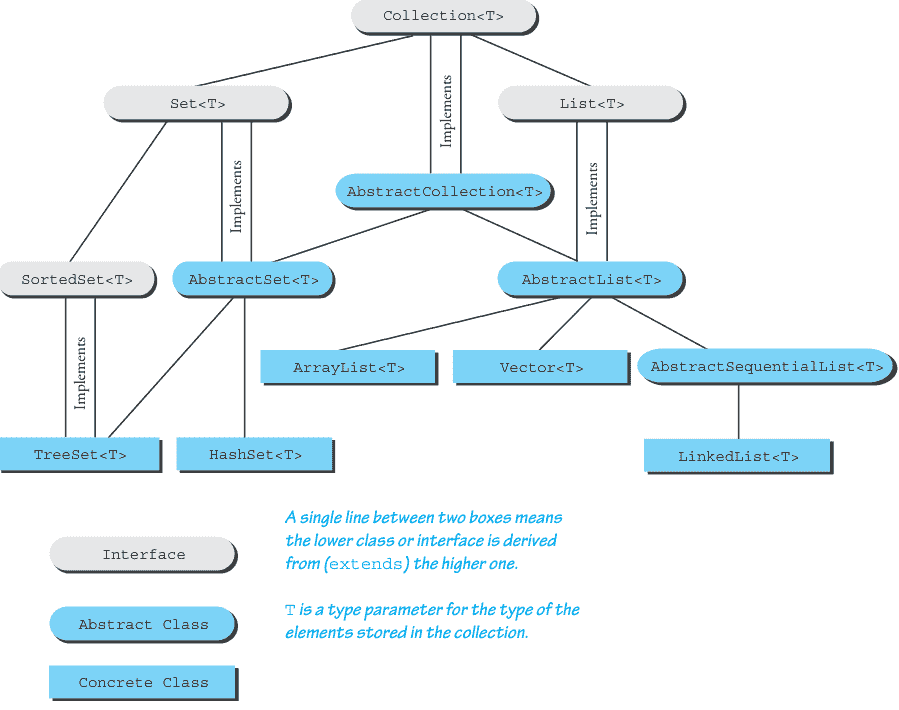 Collection<T>
Set<T>
Implements
List<T>
AbstractCollection<T>
Implements
Implements
SortedSet<T>
AbstractSet<T>
AbstractList<T>
Implements
ArrayList<T>
Vector<T>
AbstractSequentialList<T>
TreeSet<T>
HashSet<T>
LinkedList<T>
A single line between two boxes means
the lower class or interface is derived
from (extends) the higher one.
Interface
T is a type parameter for the type of the
elements stored in the collection.
Abstract Class
Concrete Class